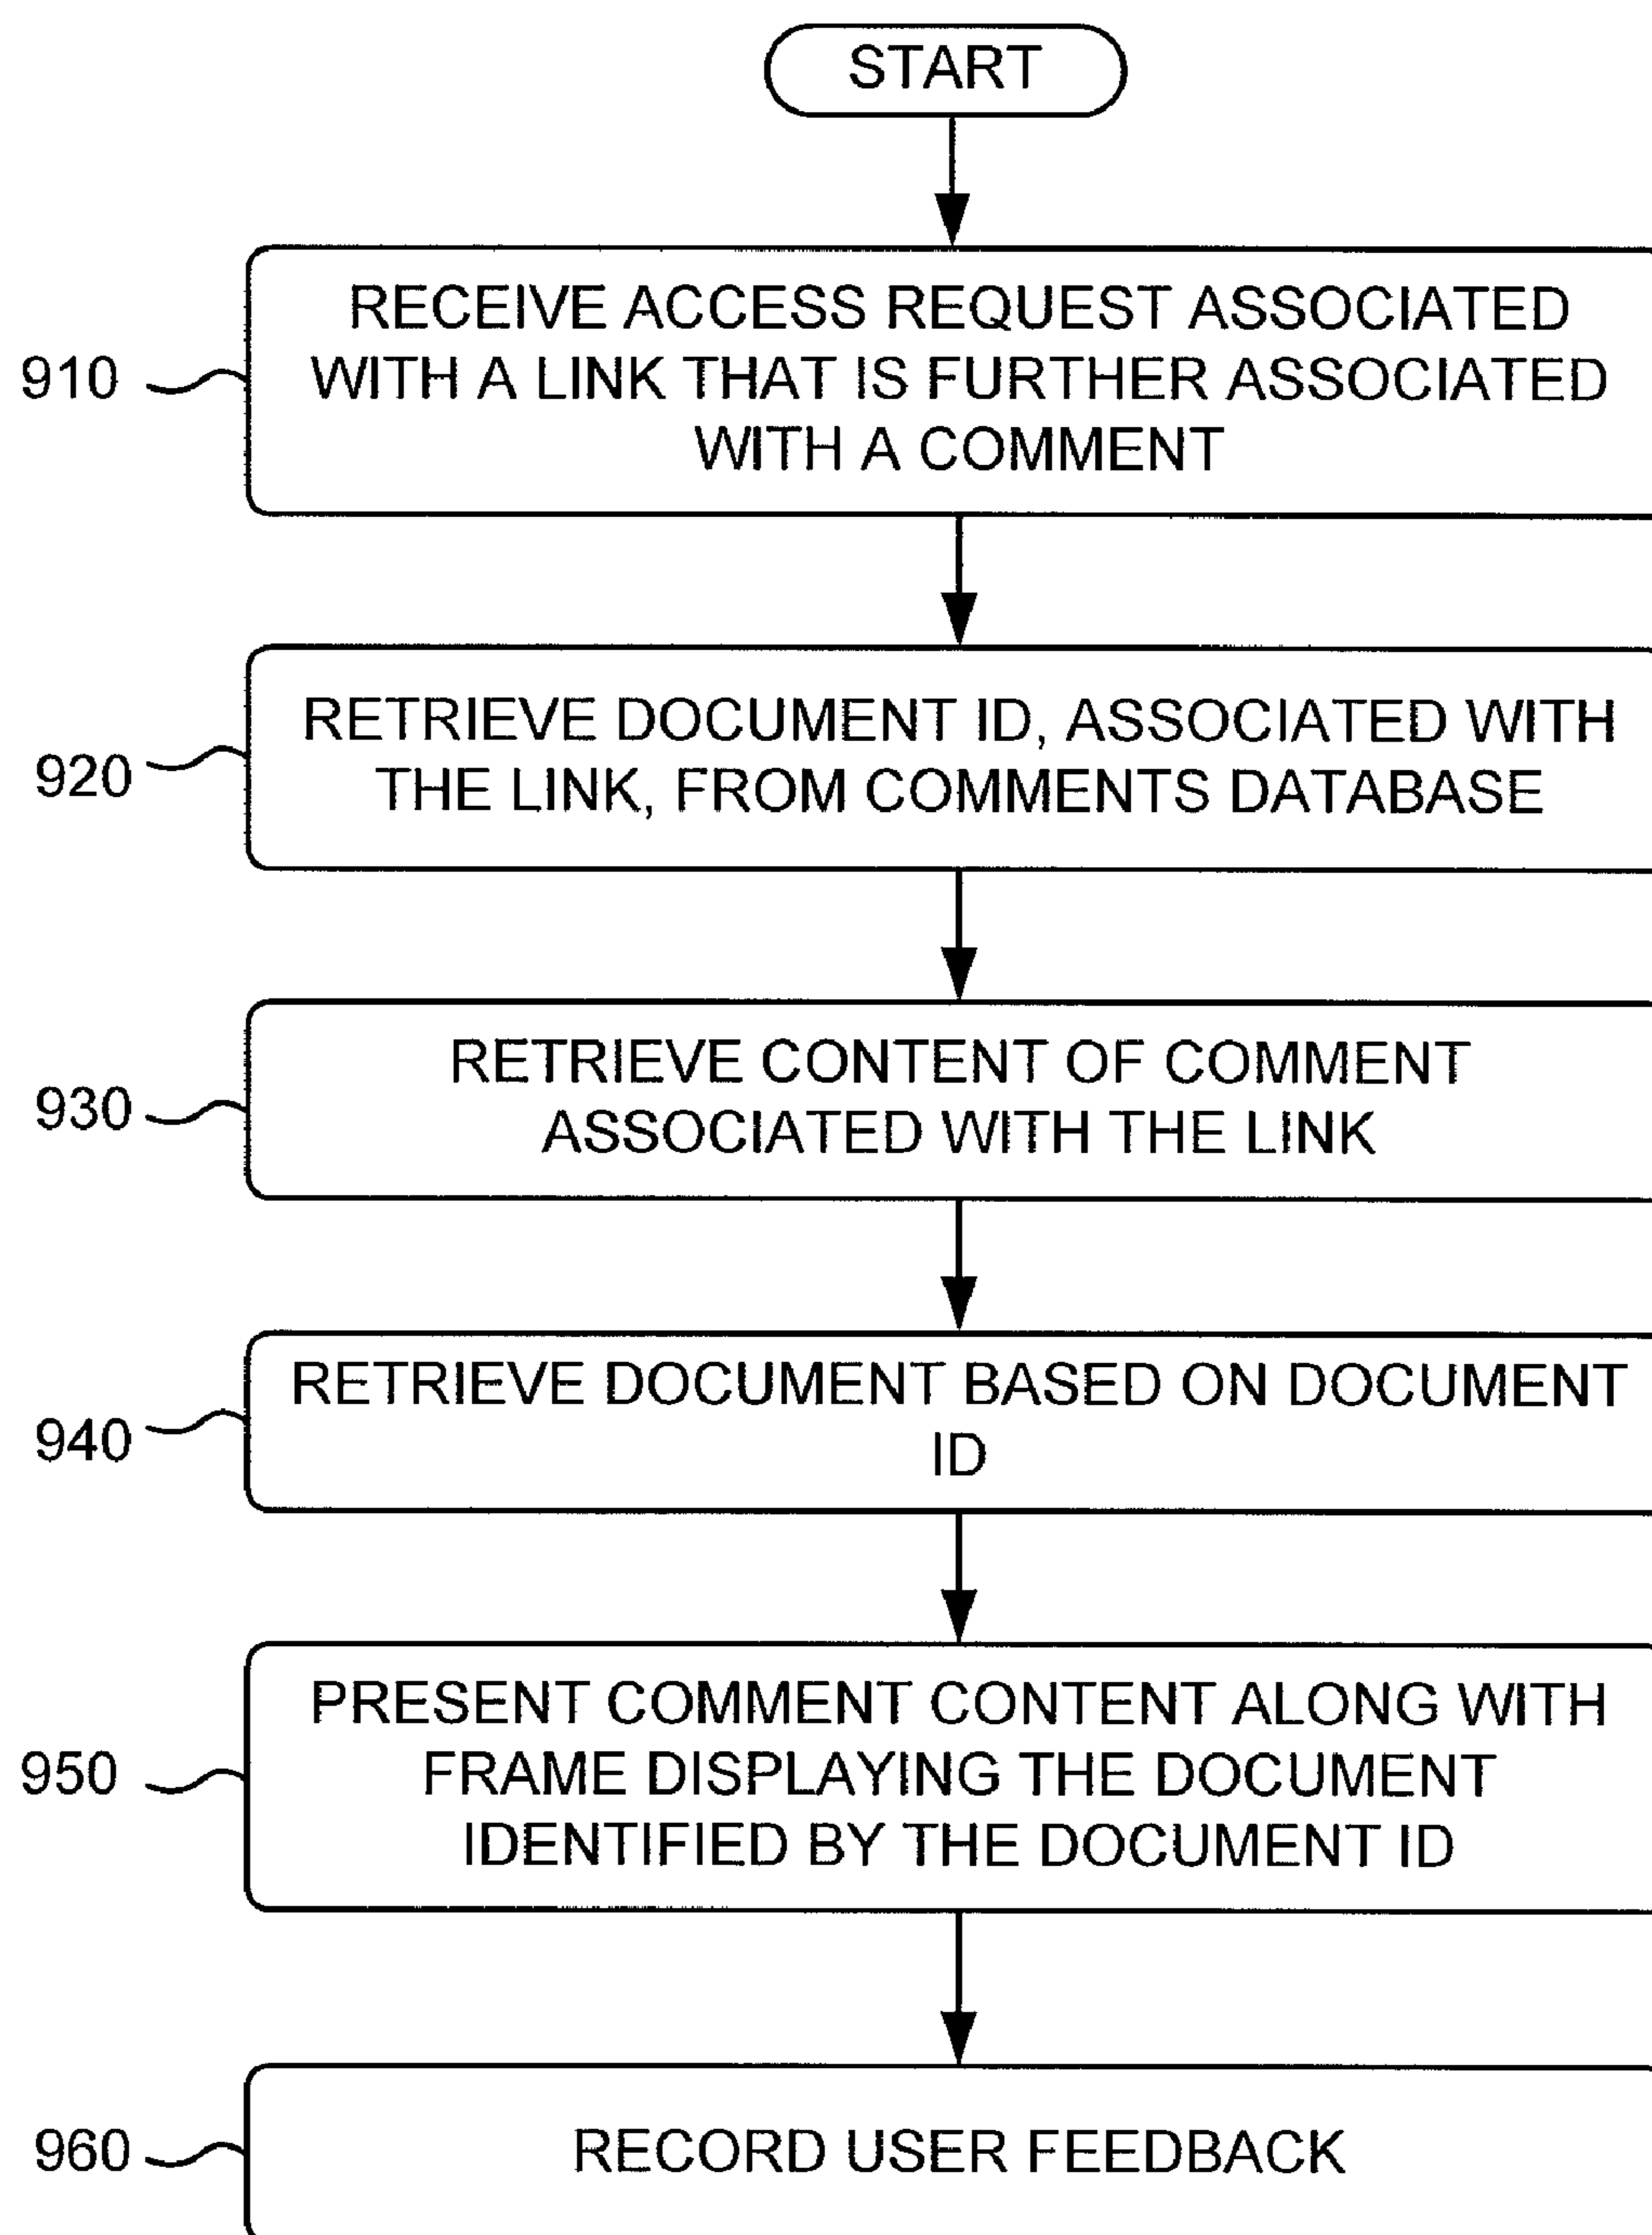 START
910
RECEIVE ACCESS REQUEST ASSOCIATED
WITH A LINK THAT IS FURTHER ASSOCIATED
WITH A COMMENT
920
RETRIEVE DOCUMENT ID, ASSOCIATED WITH
THE LINK, FROM COMMENTS DATABASE
930
RETRIEVE CONTENT OF COMMENT
ASSOCIATED WITH THE LINK
940
RETRIEVE DOCUMENT BASED ON DOCUMENT
ID
950
PRESENT COMMENT CONTENT ALONG WITH
FRAME DISPLAYING THE DOCUMENT
IDENTIFIED BY THE DOCUMENT ID
960
RECORD USER FEEDBACK